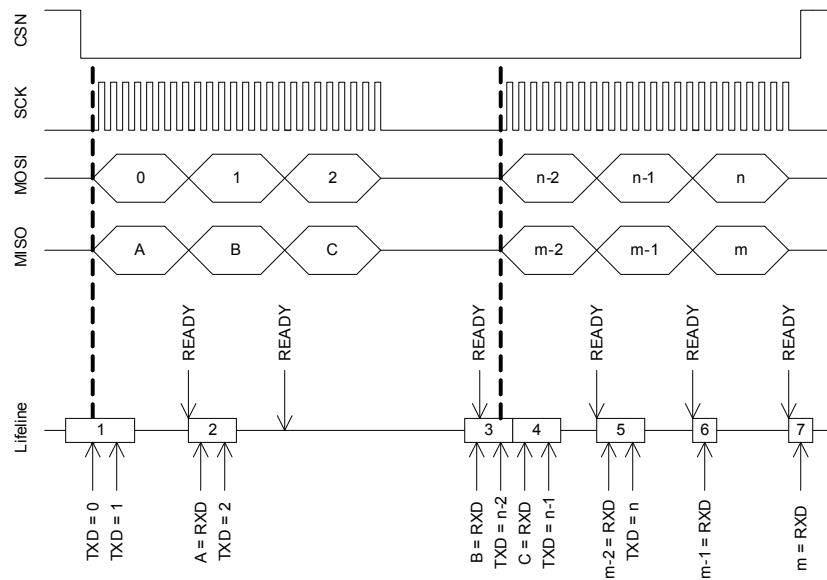 CSN
SCK
MOSI
0
1
2
n-2
n-1
n
MISO
A
B
C
m-2
m-1
m
READY
READY
READY
READY
READY
READY
Lifeline
1
2
3
4
5
6
7
TXD = 0
TXD = 1
A = RXD
TXD = 2
B = RXD
TXD = n-2
C = RXD
TXD = n-1
m-2 = RXD
TXD = n
m-1 = RXD
m = RXD